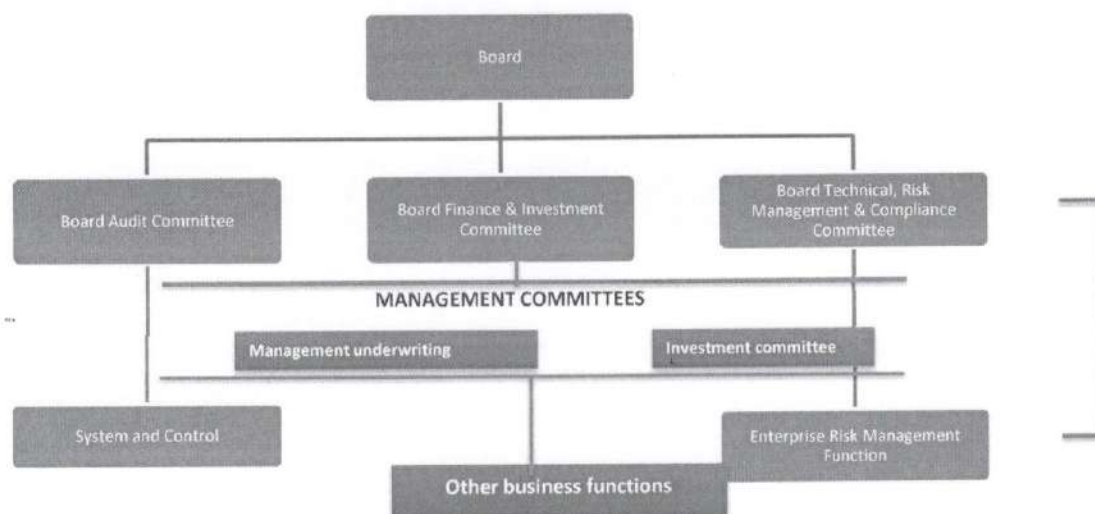 Board
Board Audit Committee
Board Finance & Investment
Committee
Board Technical, Risk
Management & Compliance
Committee
MANAGEMENT COMMITTEES
Management underwriting
Investment committee
System and Control
Enterprise Risk Management
Function
Other business functions